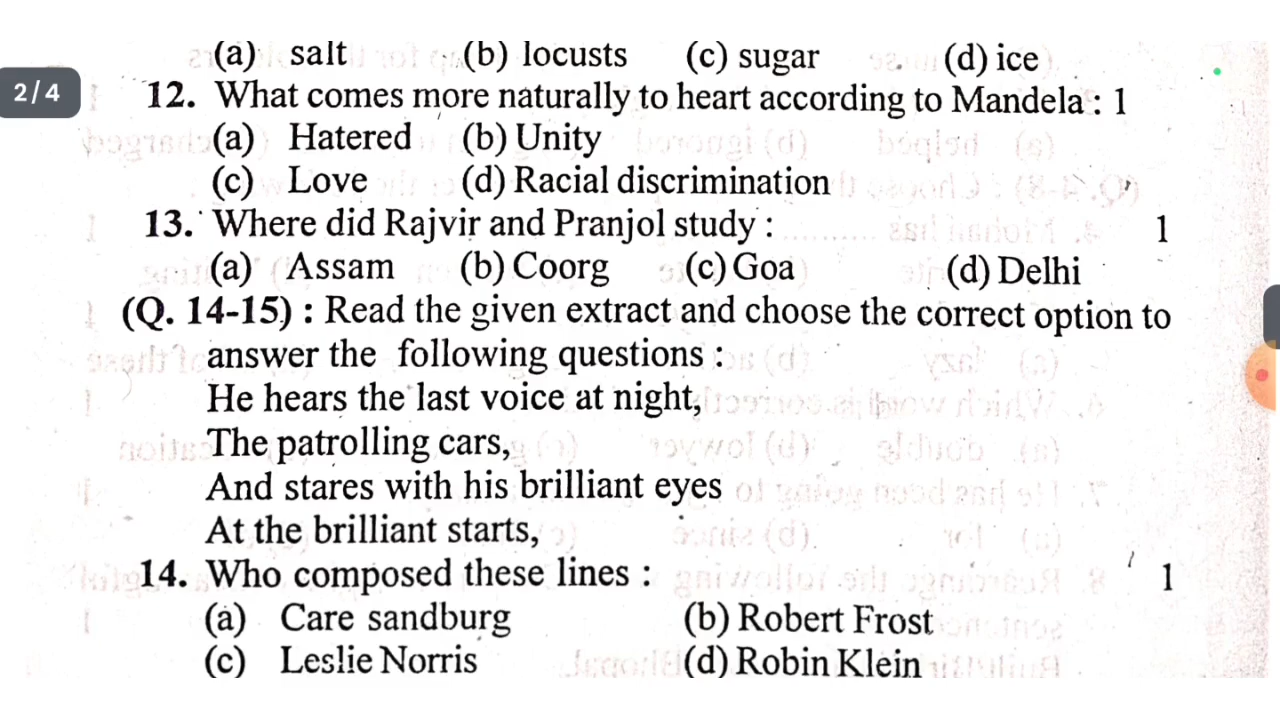 (a) salt (b) locusts (c) sugar (d) ice
2/4
12. What comes more naturally to heart according to Mandela : 1
(a) Hatered (b) Unity
(c) Love (d) Racial discrimination
13. Where did Rajvir and Pranjol study : 1
(a) Assam (b) Coorg (c) Goa (d) Delhi
(Q. 14-15) : Read the given extract and choose the correct option to
answer the following questions :
He hears the last voice at night,
The patrolling cars,
And stares with his brilliant eyes
At the brilliant starts,
14. Who composed these lines : 1
(a) Care sandburg (b) Robert Frost
(c) Leslie Norris (d) Robin Klein